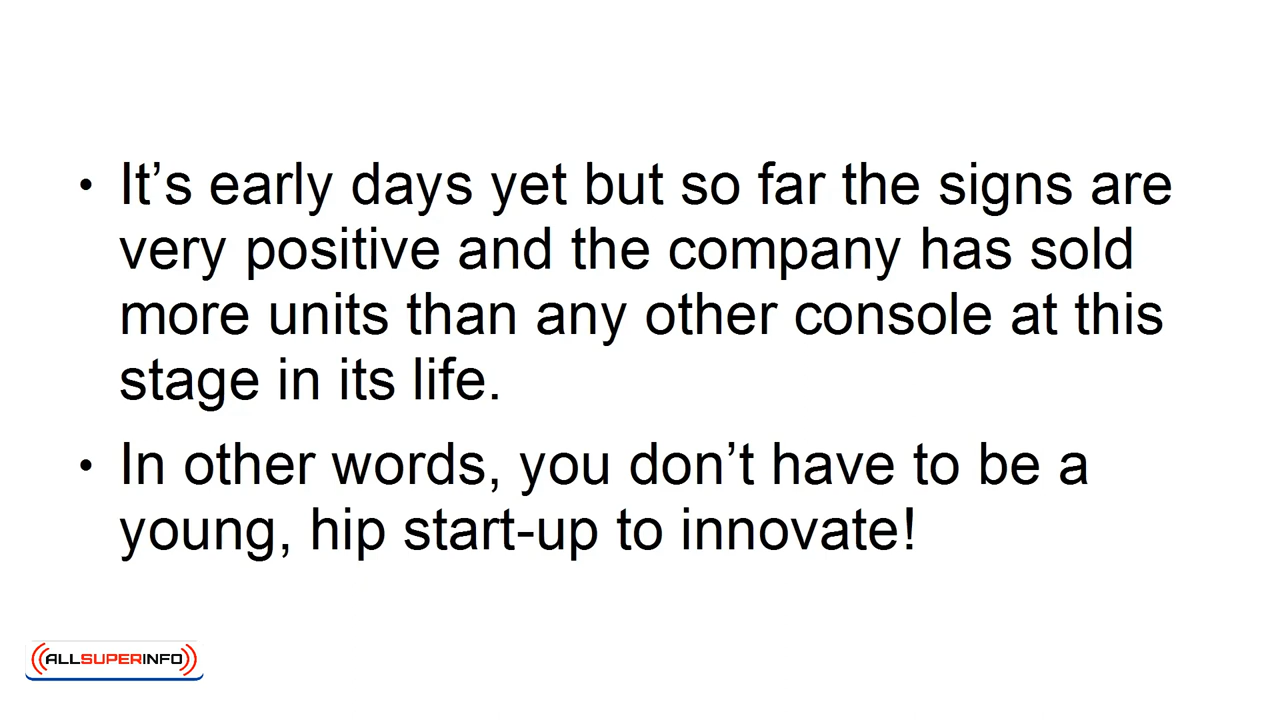 • It’s early days yet but so far the signs are
very positive and the company has sold
more units than any other console at this
stage in its life.
• In other words, you don’t have to be a
young, hip start-up to innovate!
ALLSUPERINFO